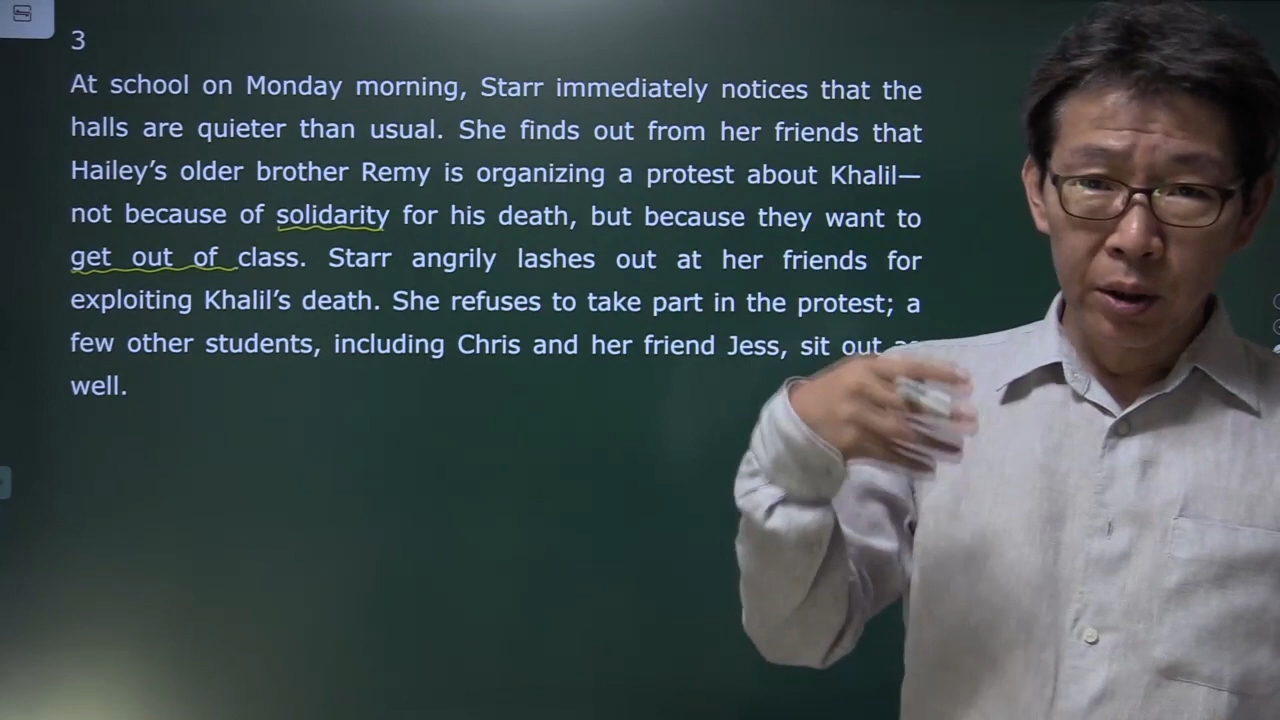 3
At school on Monday morning, Starr immediately notices that the
halls are quieter than usual. She finds out from her friends that
Hailey’s older brother Remy is organizing a protest about Khalil—
not because of solidarity for his death, but because they want to
get out of class. Starr angrily lashes out at her friends for
exploiting Khalil’s death. She refuses to take part in the protest; a
few other students, including Chris and her friend Jess, sit out
well.